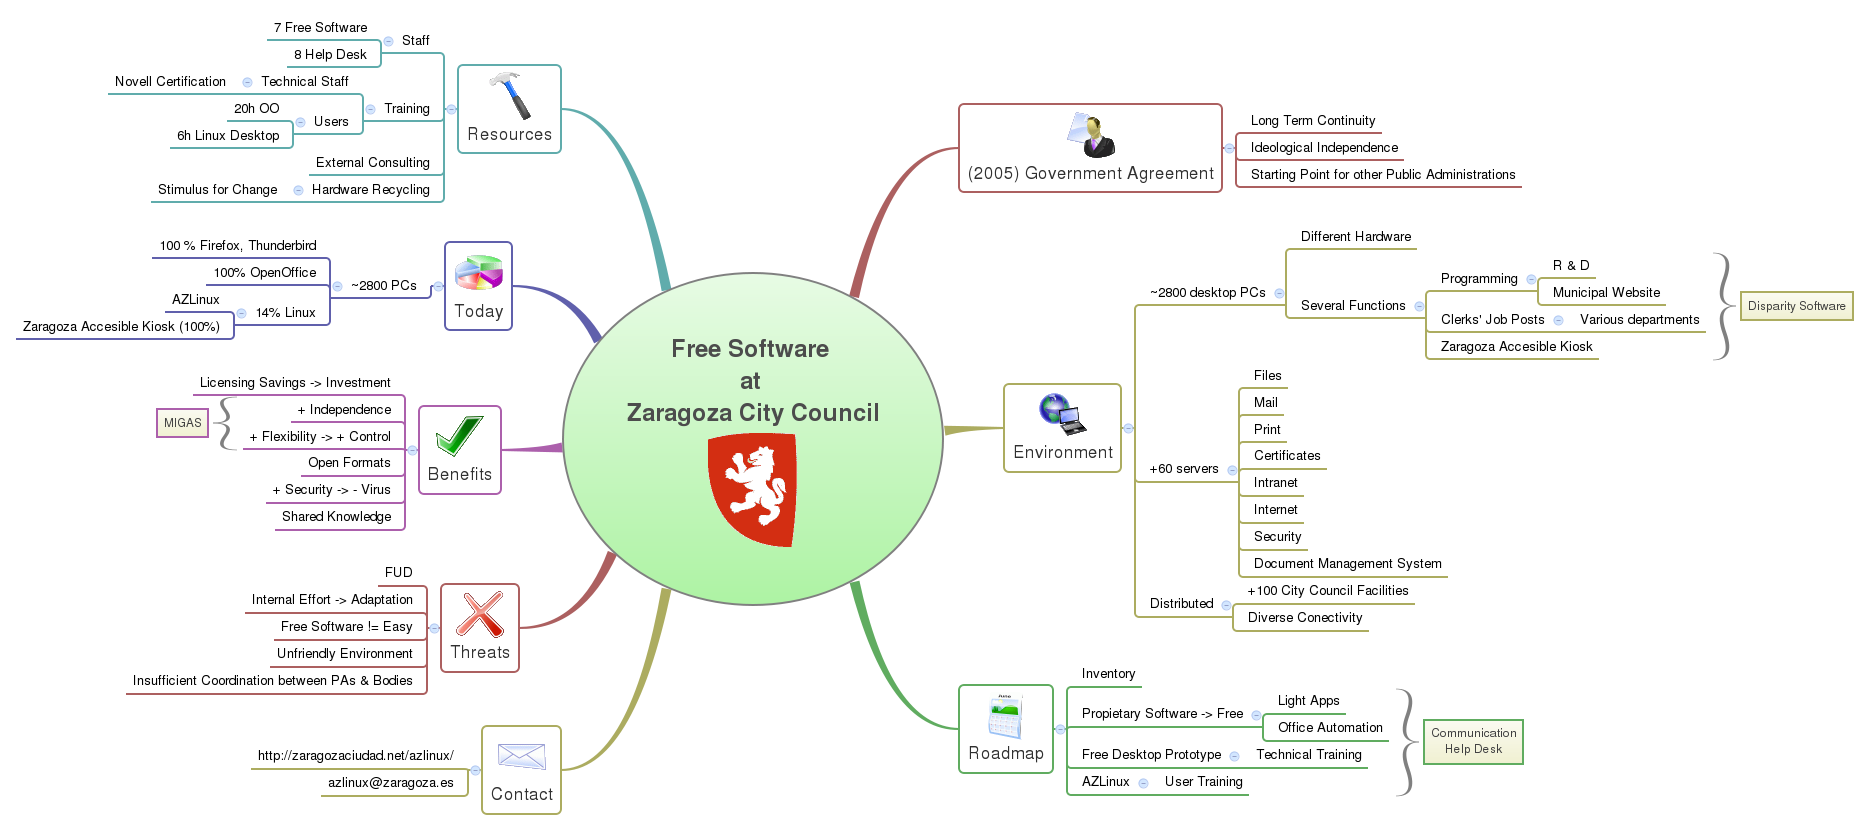 Free Software
at
Zaragoza City Council
Resources
Staff
7 Free Software
8 Help Desk
Training
Technical Staff
Novell Certification
Users
20h OO
6h Linux Desktop
External Consulting
Hardware Recycling
Stimulus for Change
Today
~2800 PCs
100 % Firefox, Thunderbird
100% OpenOffice
14% Linux
AZLinux
Zaragoza Accesible Kiosk (100%)
Benefits
Licensing Savings -> Investment
+ Independence
+ Flexibility -> + Control
MIGAS
Open Formats
+ Security -> - Virus
Shared Knowledge
Threats
FUD
Internal Effort -> Adaptation
Free Software != Easy
Unfriendly Environment
Insufficient Coordination between PAs & Bodies
Contact
http://zaragozaciudad.net/azlinux/
azlinux@zaragoza.es
(2005) Government Agreement
Long Term Continuity
Ideological Independence
Starting Point for other Public Administrations
Environment
~2800 desktop PCs
Different Hardware
Several Functions
Programming
R & D
Municipal Website
Clerks' Job Posts
Various departments
Zaragoza Accesible Kiosk
Disparity Software
+60 servers
Files
Mail
Print
Certificates
Intranet
Internet
Security
Document Management System
Distributed
+100 City Council Facilities
Diverse Conectivity
June
Roadmap
Inventory
Propietary Software -> Free
Light Apps
Office Automation
Free Desktop Prototype
Technical Training
AZLinux
User Training
Communication
Help Desk